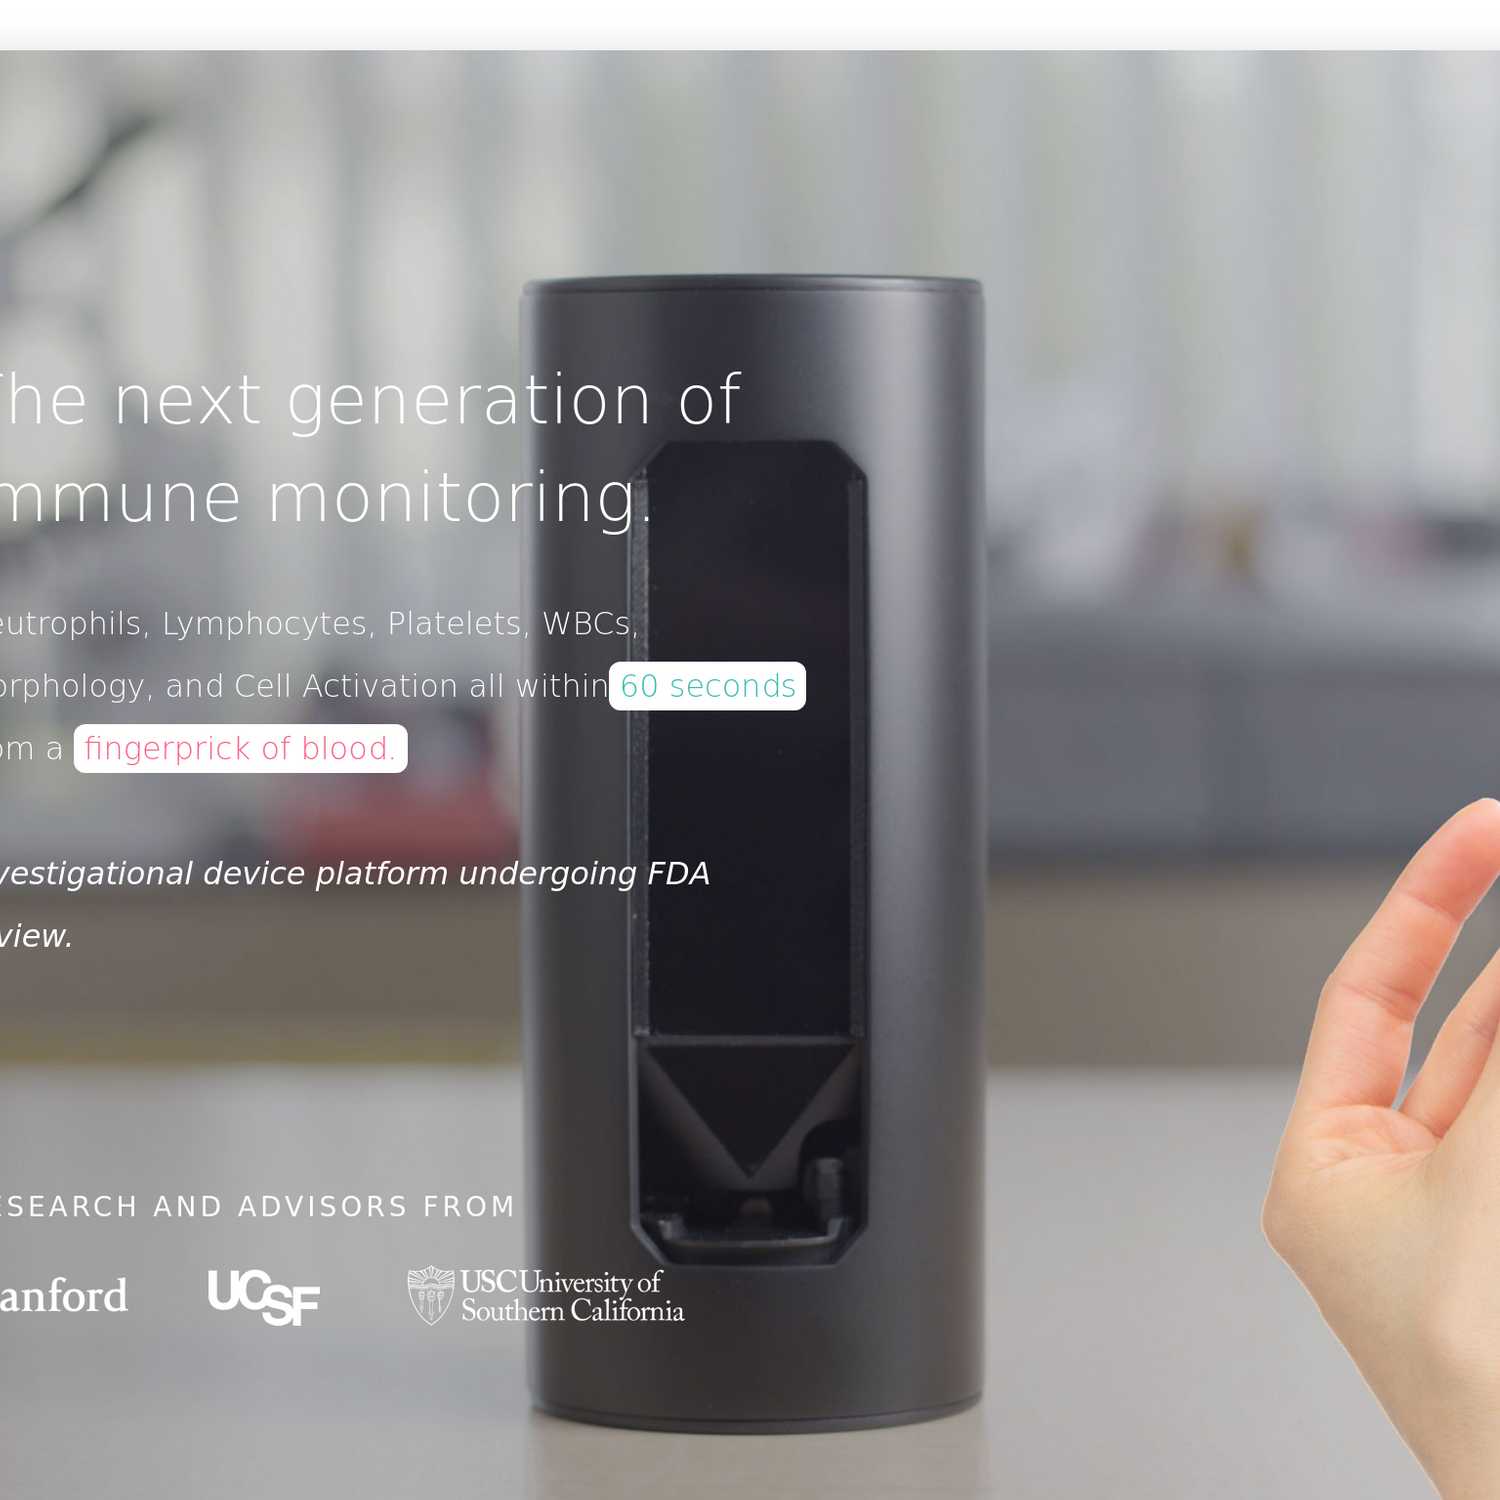 The next generation of
mmune monitoring.
eutrophils, Lymphocytes, Platelets, WBCs,
orphology, and Cell Activation all within 60 seconds
om a fingerprick of blood.
vestigational device platform undergoing FDA
view.
ESEARCH AND ADVISORS FROM
anford UCSF USC University of
Southern California